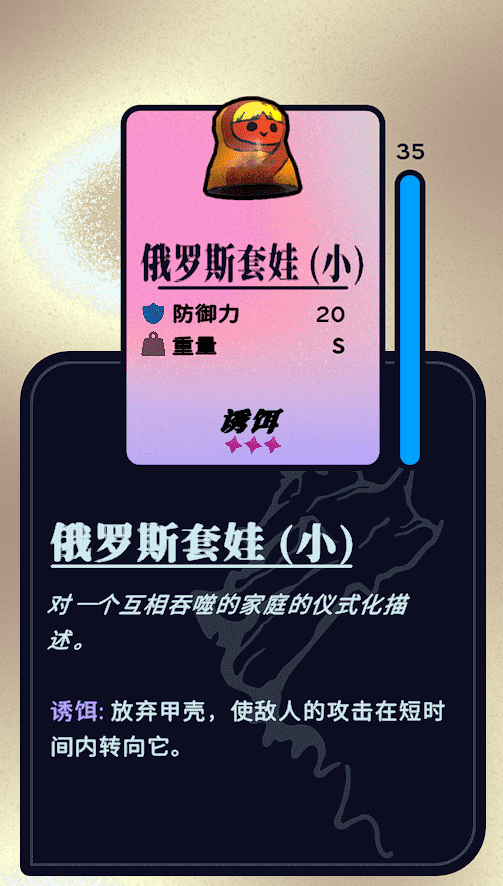 35
俄罗斯套娃 (小)
防御力 20
重量 S
诱饵
俄罗斯套娃 (小)
对一个互相吞噬的家庭的仪式化描
述。
诱饵: 放弃甲壳，使敌人的攻击在短时
间内转向它。